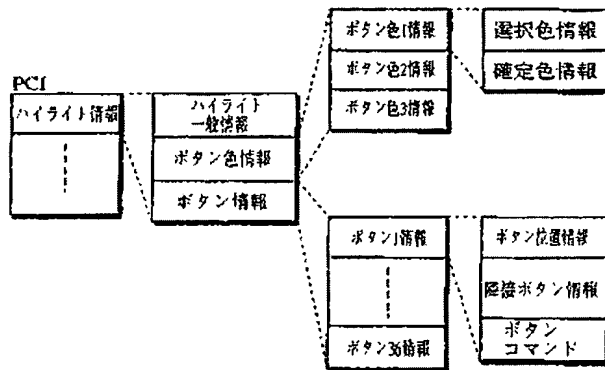 PCI
ハイライト情報
ハイライト
一般情報
ボタン色情報
ボタン情報
ボタン色1情報
ボタン色2情報
ボタン色3情報
選択色情報
確定色情報
ボタン1情報
ボタン36情報
ボタン位置情報
隣接ボタン情報
ボタン
コマンド